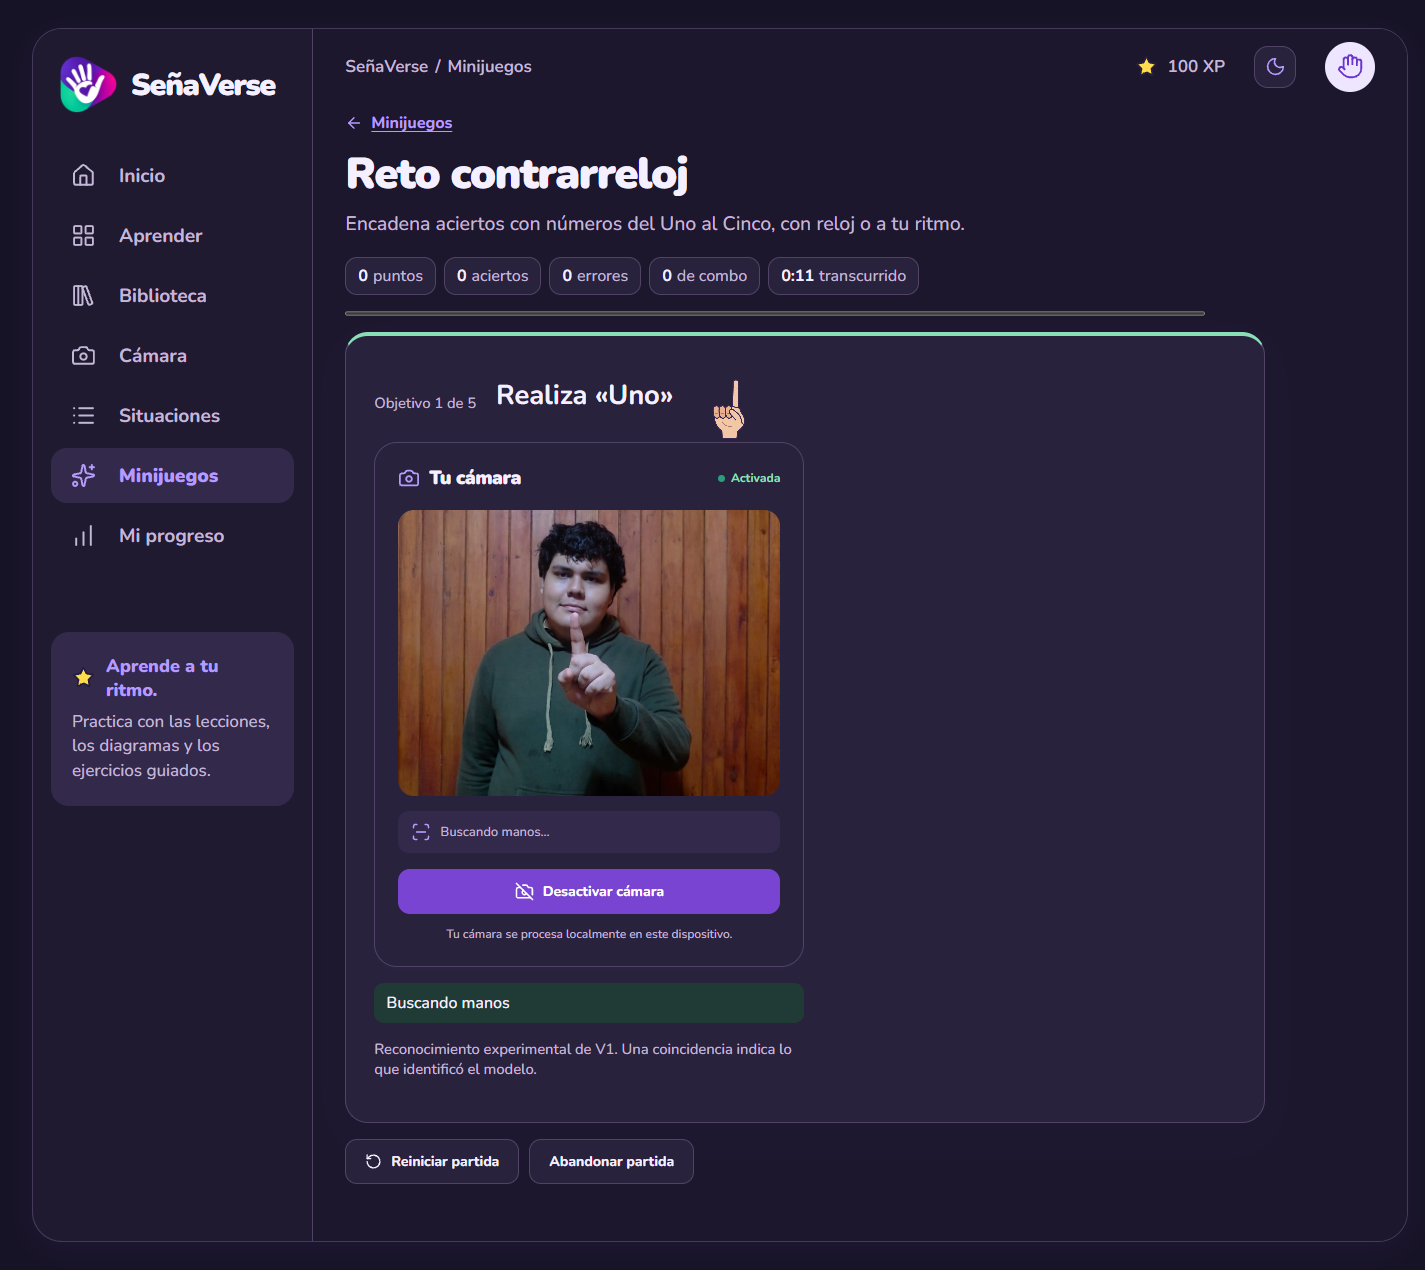 SeñaVerse
Inicio
Aprender
Biblioteca
Cámara
Situaciones
Minijuegos
Mi progreso
Aprende a tu
ritmo.
Practica con las lecciones,
los diagramas y los
ejercicios guiados.
SeñaVerse / Minijuegos
100 XP
Minijuegos
Reto contrarreloj
Encadena aciertos con números del Uno al Cinco, con reloj o a tu ritmo.
0 puntos
0 aciertos
0 errores
0 de combo
0:11 transcurrido
Objetivo 1 de 5
Realiza «Uno»
Tu cámara
Activada
Buscando manos...
Desactivar cámara
Tu cámara se procesa localmente en este dispositivo.
Buscando manos
Reconocimiento experimental de V1. Una coincidencia indica lo
que identificó el modelo.
Reiniciar partida
Abandonar partida